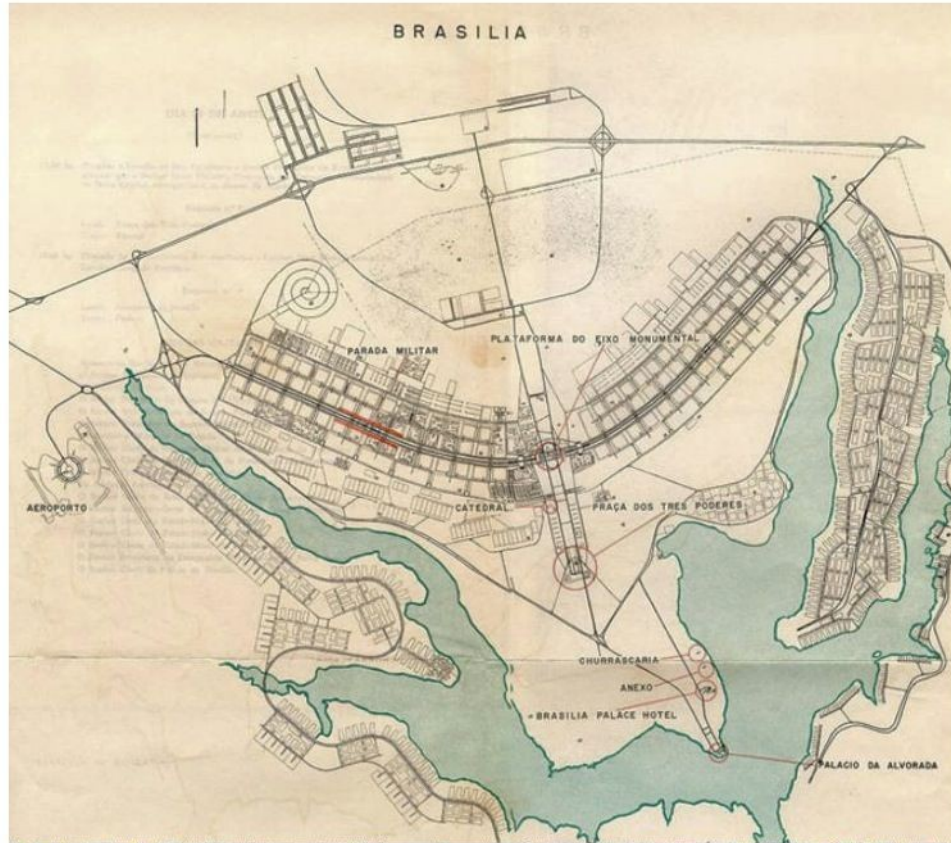 BRASILIA
PLATAFORMA DO EIXO MONUMENTAL
PARADA MILITAR
CATEDRAL
PRAÇA DOS TRES PODERES
AEROPORTO
CHURRASCARIA
ANEXO
BRASILIA PALACE HOTEL
PALACIO DA ALVORADA